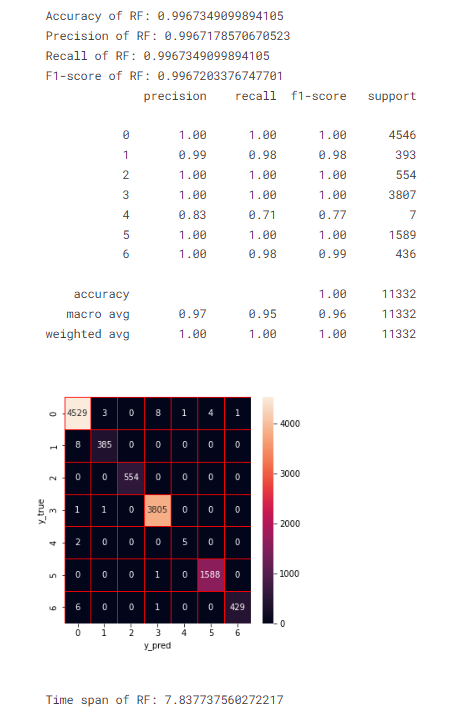 Accuracy of RF: 0.9967349099894105
Precision of RF: 0.9967178570670523
Recall of RF: 0.9967349099894105
F1-score of RF: 0.9967203376747701
precision recall f1-score support
0 1.00 1.00 1.00 4546
1 0.99 0.98 0.98 393
2 1.00 1.00 1.00 554
3 1.00 1.00 1.00 3807
4 0.83 0.71 0.77 7
5 1.00 1.00 1.00 1589
6 1.00 0.98 0.99 436
accuracy 1.00 11332
macro avg 0.97 0.95 0.96 11332
weighted avg 1.00 1.00 1.00 11332
y_true
0 4529 3 0 8 1 4 1
1 8 385 0 0 0 0 0
2 0 0 554 0 0 0 0
3 1 1 0 3805 0 0 0
4 2 0 0 0 5 0 0
5 0 0 0 1 0 1588 0
6 6 0 0 1 0 0 429
0 1 2 3 4 5 6
y_pred
4000
3000
2000
1000
0
Time span of RF: 7.837737560272217